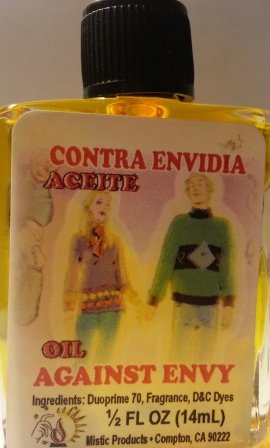 CONTRA ENVIDIA
ACEITE
OIL
AGAINST ENVY
Ingredients: Duoprime 70, Fragrance, D&C Dyes
½ FL OZ (14mL)
Mistic Products • Compton, CA 90222